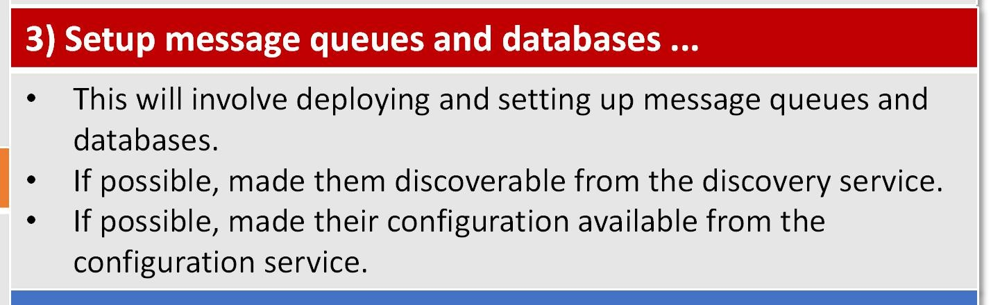 3) Setup message queues and databases ...
• This will involve deploying and setting up message queues and
databases.
• If possible, made them discoverable from the discovery service.
• If possible, made their configuration available from the
configuration service.